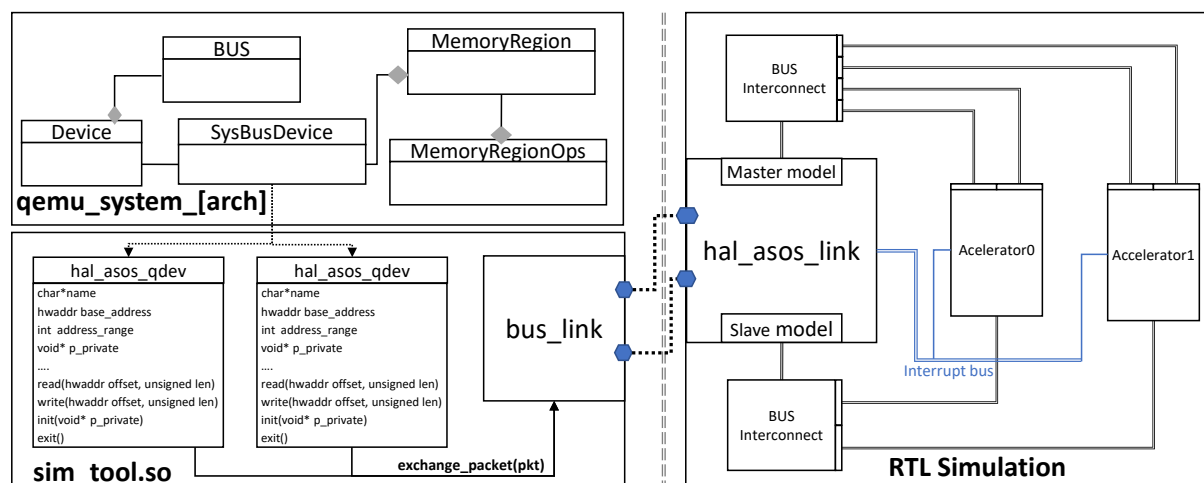 BUS
MemoryRegion
Device
SysBusDevice
MemoryRegionOps
qemu_system_[arch]
hal_asos_qdev
char*name
hwaddr base_address
int address_range
void* p_private
....
read(hwaddr offset, unsigned len)
write(hwaddr offset, unsigned len)
init(void* p_private)
exit()
hal_asos_qdev
char*name
hwaddr base_address
int address_range
void* p_private
....
read(hwaddr offset, unsigned len)
write(hwaddr offset, unsigned len)
init(void* p_private)
exit()
bus_link
exchange_packet(pkt)
sim_tool.so
BUS
Interconnect
Master model
hal_asos_link
Slave model
Acelerator0
Accelerator1
Interrupt bus
BUS
Interconnect
RTL Simulation